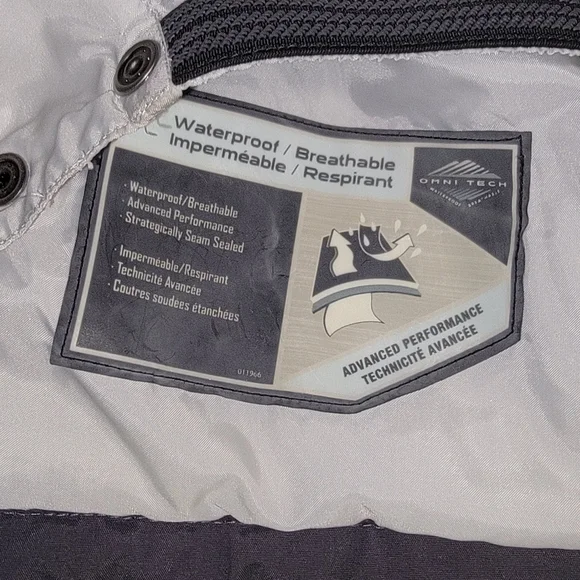 Waterproof / Breathable
Imperméable / Respirant
OMNI TECH
· Waterproof/Breathable
· Advanced Performance
· Strategically Seam Sealed
· Imperméable/Respirant
Technicité Avancée
· Coutres soudées étanchées
ADVANCED PERFORMANCE
TECHNICITÉ AVANCÉE
011966